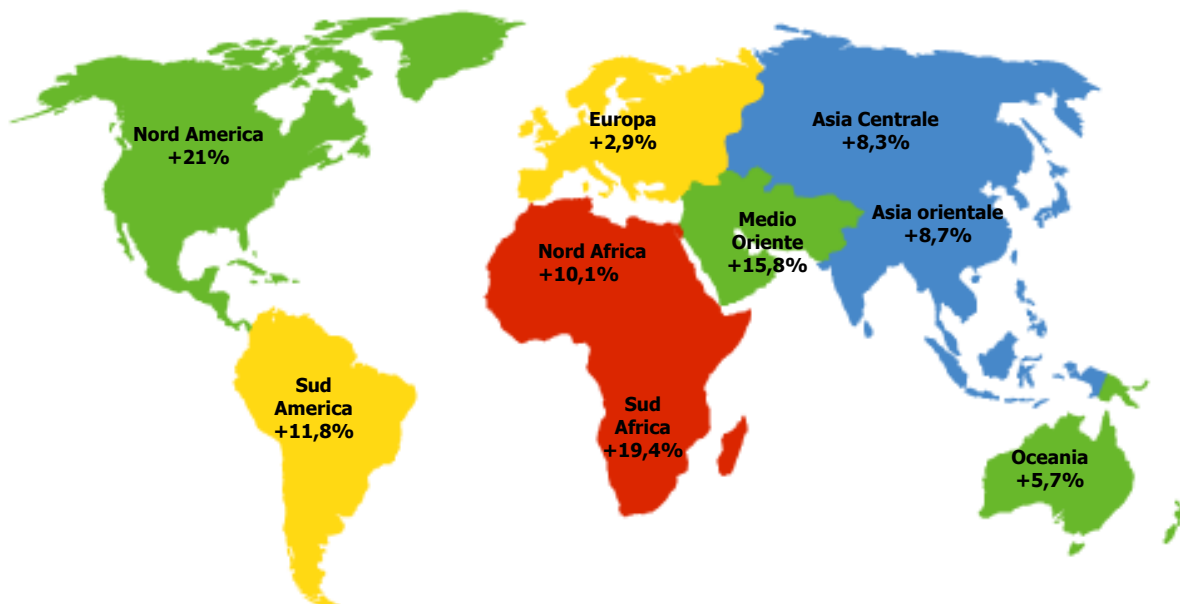 Nord America
+21%
Europa
+2,9%
Asia Centrale
+8,3%
Asia orientale
+8,7%
Medio
Oriente
+15,8%
Nord Africa
+10,1%
Sud
America
+11,8%
Sud
Africa
+19,4%
Oceania
+5,7%